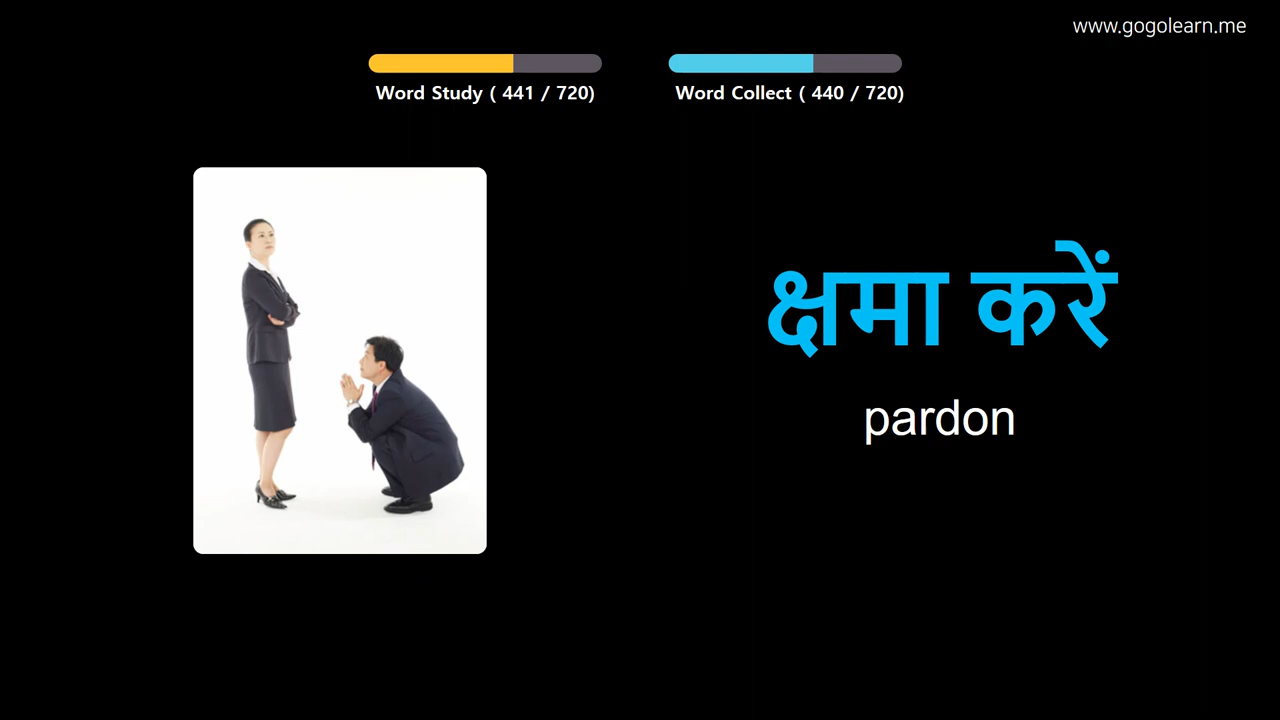 www.gogolearn.me
Word Study ( 441 / 720)
Word Collect ( 440 / 720)
क्षमा करें
pardon